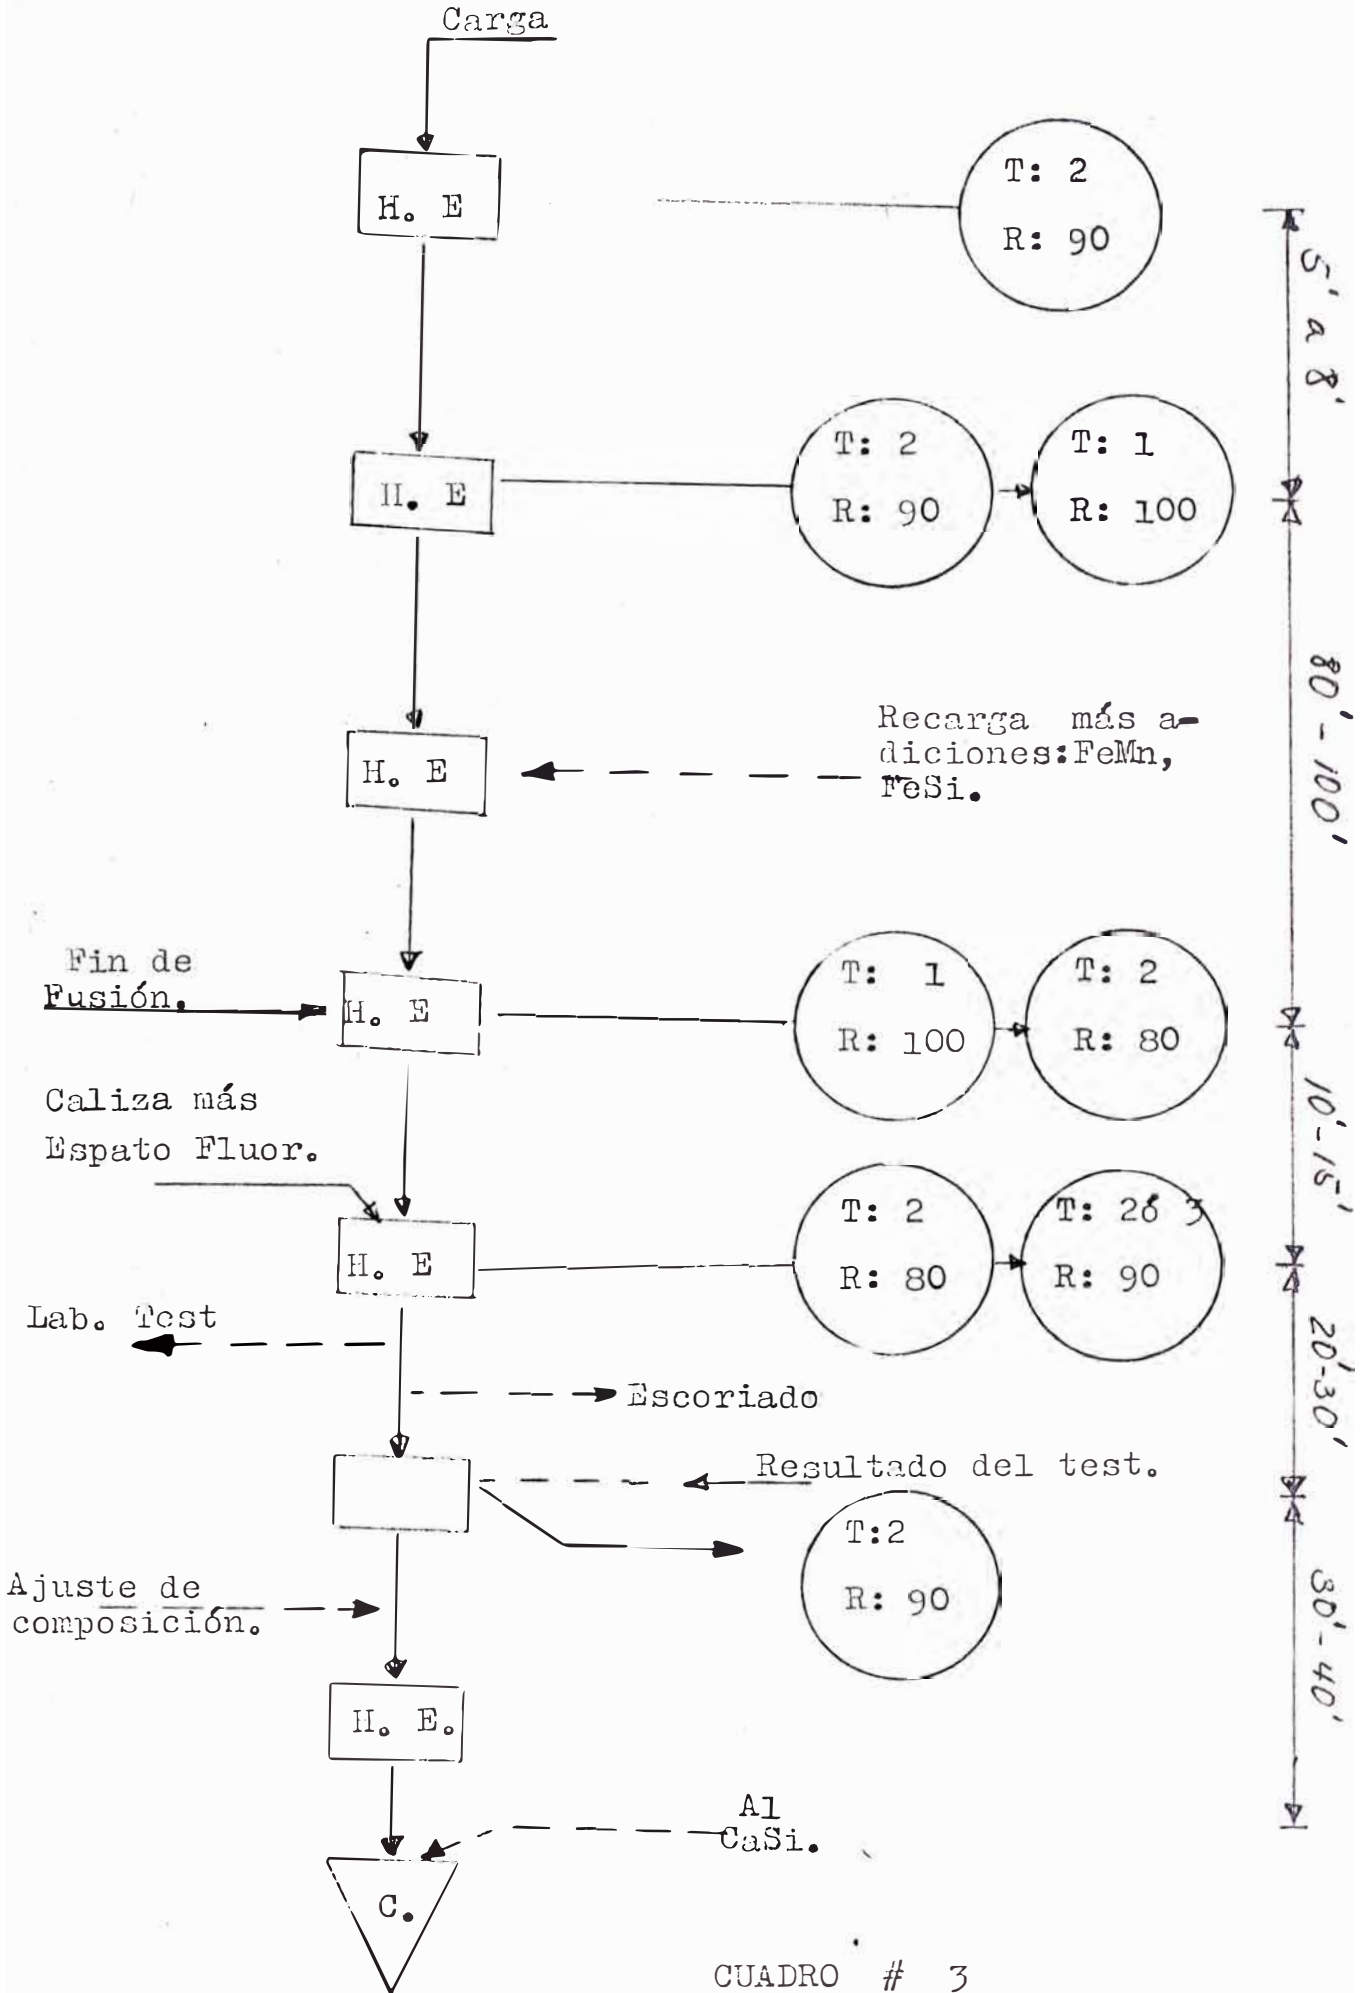 Carga
H. E
T: 2
R: 90
5' a 8'
H. E
T: 2
R: 90
T: 1
R: 100
80' - 100'
H. E
Recarga más a-
diciones:FeMn,
FeSi.
Fin de
Fusión.
H. E
T: 1
R: 100
T: 2
R: 80
10'-15'
Caliza más
Espato Fluor.
H. E
T: 2
R: 80
T: 2ó 3
R: 90
20'-30'
Lab. Test
Escoriado
Resultado del test.
T:2
R: 90
30'-40'
Ajuste de
composición.
H. E.
Al
CaSi.
C.
CUADRO # 3